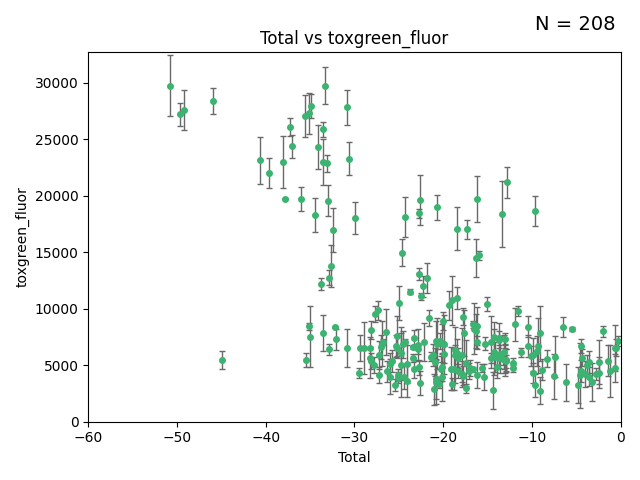 N = 208
Total vs toxgreen_fluor
30000
25000
20000
15000
10000
5000
0
toxgreen_fluor
−60 −50 −40 −30 −20 −10 0
Total